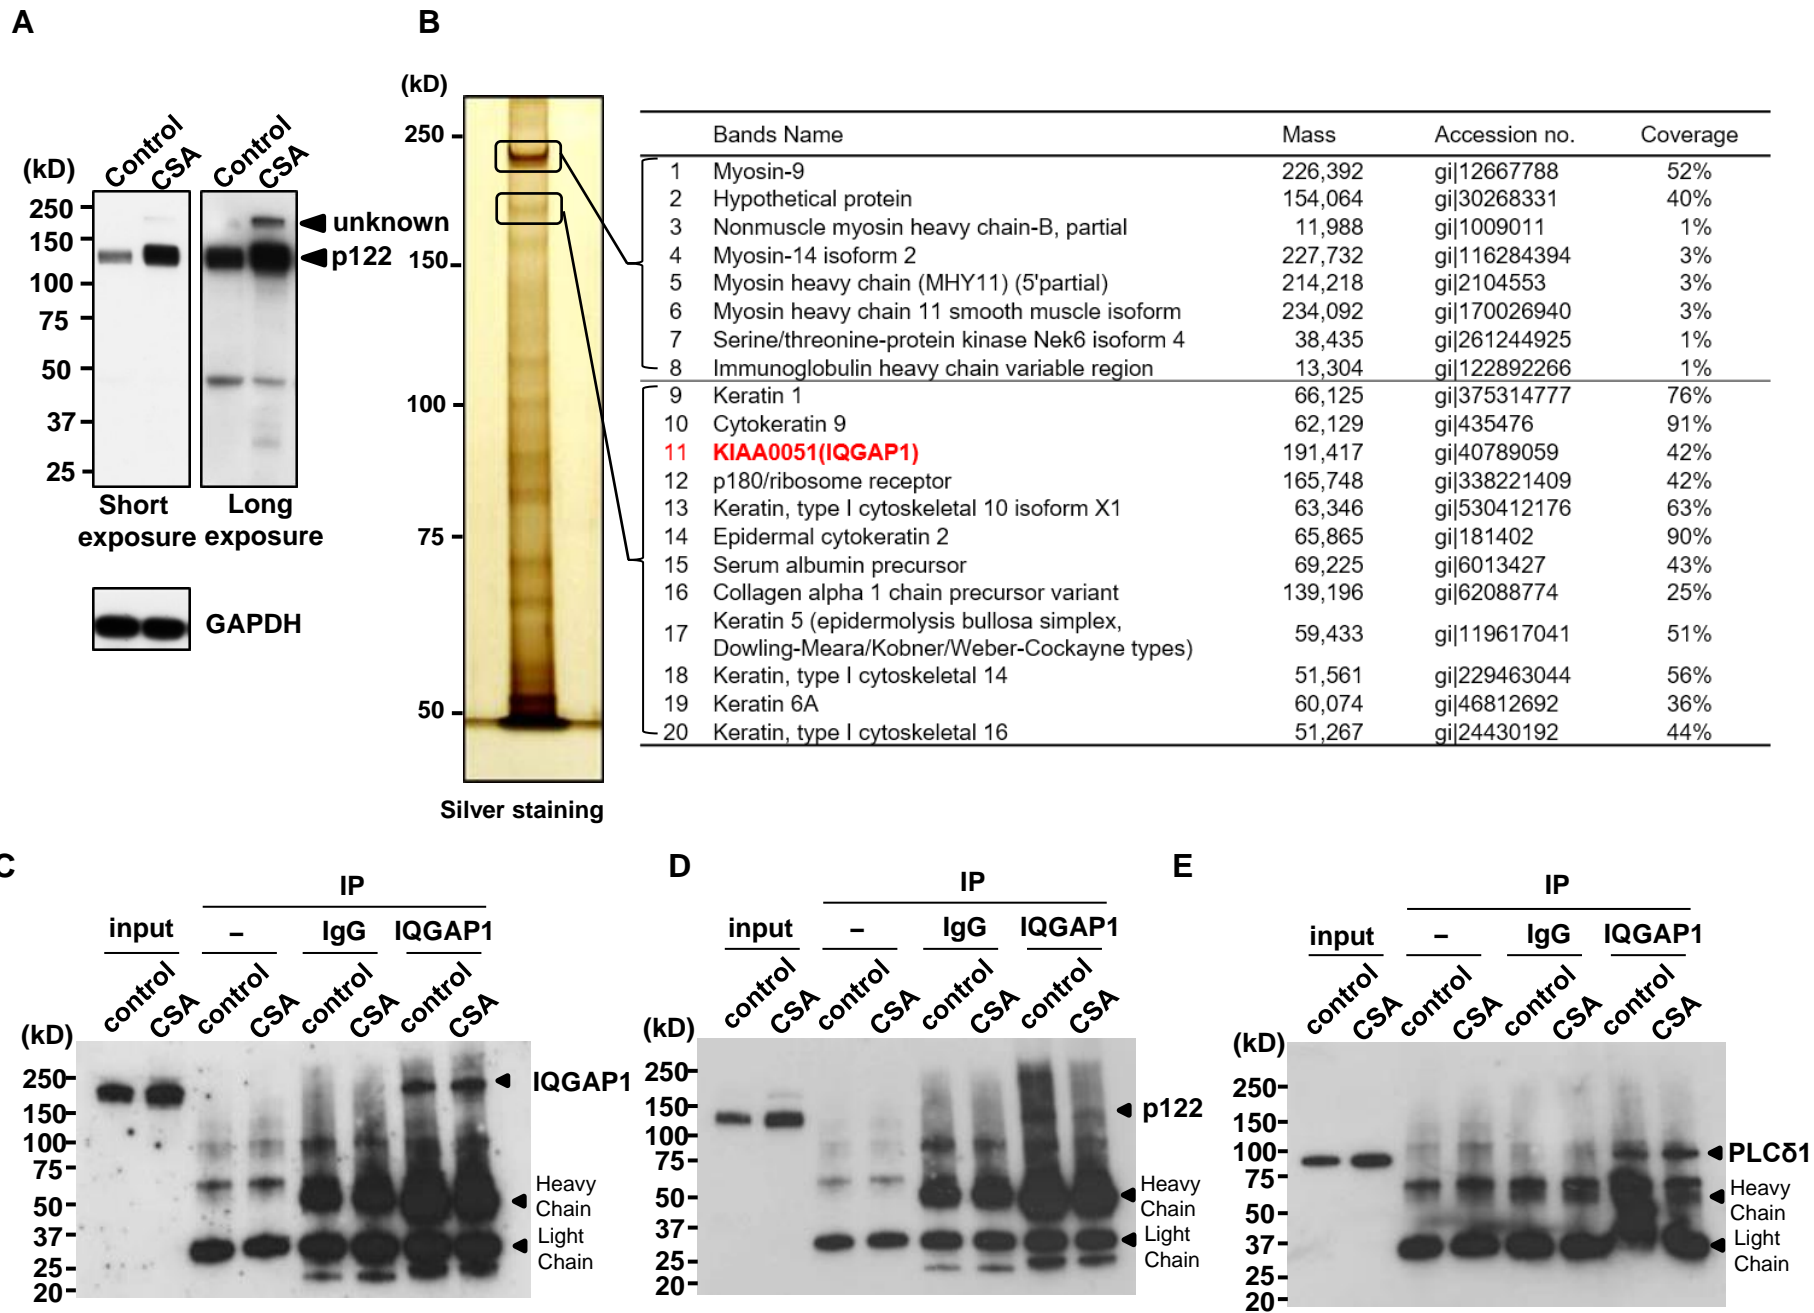 A
B
(kD)
Control
CSA
Control
CSA
(kD)
250
150
100
75
50
37
25
unknown
p122
Short
exposure
Long
exposure
GAPDH
250
150
100
75
50
Silver staining
Bands Name Mass Accession no. Coverage
1 Myosin-9 226,392 gi|12667788 52%
2 Hypothetical protein 154,064 gi|30268331 40%
3 Nonmuscle myosin heavy chain-B, partial 11,988 gi|1009011 1%
4 Myosin-14 isoform 2 227,732 gi|116284394 3%
5 Myosin heavy chain (MHY11) (5'partial) 214,218 gi|2104553 3%
6 Myosin heavy chain 11 smooth muscle isoform 234,092 gi|170026940 3%
7 Serine/threonine-protein kinase Nek6 isoform 4 38,435 gi|261244925 1%
8 Immunoglobulin heavy chain variable region 13,304 gi|122892266 1%
9 Keratin 1 66,125 gi|375314777 76%
10 Cytokeratin 9 62,129 gi|435476 91%
11 KIAA0051(IQGAP1) 191,417 gi|40789059 42%
12 p180/ribosome receptor 165,748 gi|338221409 42%
13 Keratin, type I cytoskeletal 10 isoform X1 63,346 gi|530412176 63%
14 Epidermal cytokeratin 2 65,865 gi|181402 90%
15 Serum albumin precursor 69,225 gi|6013427 43%
16 Collagen alpha 1 chain precursor variant 139,196 gi|62088774 25%
17 Keratin 5 (epidermolysis bullosa simplex,
Dowling-Meara/Kobner/Weber-Cockayne types) 59,433 gi|119617041 51%
18 Keratin, type I cytoskeletal 14 51,561 gi|229463044 56%
19 Keratin 6A 60,074 gi|46812692 36%
20 Keratin, type I cytoskeletal 16 51,267 gi|24430192 44%
C
IP
input – IgG IQGAP1
control CSA control CSA control CSA control CSA
(kD)
250
150
100
75
50
37
25
20
IQGAP1
Heavy
Chain
Light
Chain
D
IP
input – IgG IQGAP1
control CSA control CSA control CSA control CSA
(kD)
250
150
100
75
50
37
25
20
p122
Heavy
Chain
Light
Chain
E
IP
input – IgG IQGAP1
control CSA control CSA control CSA control CSA
(kD)
250
150
100
75
50
37
25
20
PLCδ1
Heavy
Chain
Light
Chain